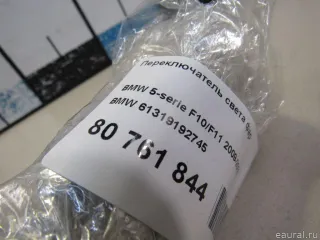 Переключатель света
BMW 5-serie F10/F11 2009
BMW 61319192745
80 761 844
eaural.ru